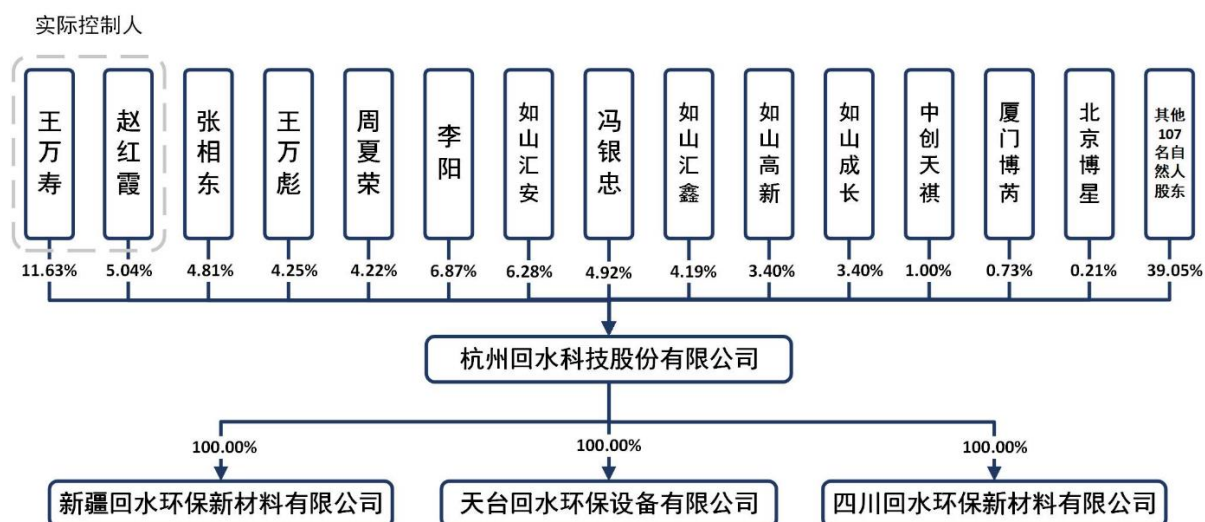 实际控制人
王万寿
赵红霞
张相东
王万彪
周夏荣
李阳
如山汇安
冯银忠
如山汇鑫
如山高新
如山成长
中创天祺
厦门博芮
北京博星
其他
107
名自
然人
股东
11.63%
5.04%
4.81%
4.25%
4.22%
6.87%
6.28%
4.92%
4.19%
3.40%
3.40%
1.00%
0.73%
0.21%
39.05%
杭州回水科技股份有限公司
100.00%
100.00%
100.00%
新疆回水环保新材料有限公司
天台回水环保设备有限公司
四川回水环保新材料有限公司